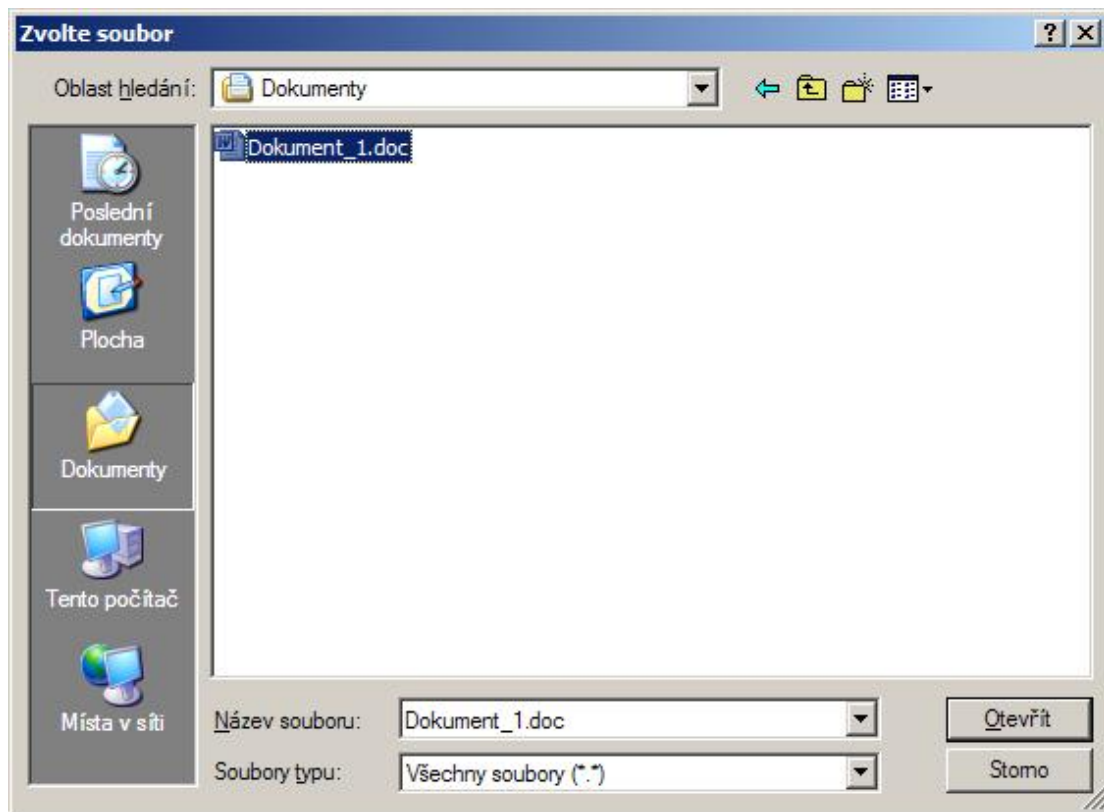 Zvolte soubor
Oblast hledání: Dokumenty
Dokument_1.doc
Poslední
dokumenty
Plocha
Dokumenty
Tento počítač
Místa v síti
Název souboru: Dokument_1.doc Otevřít
Soubory typu: Všechny soubory (*.*) Storno